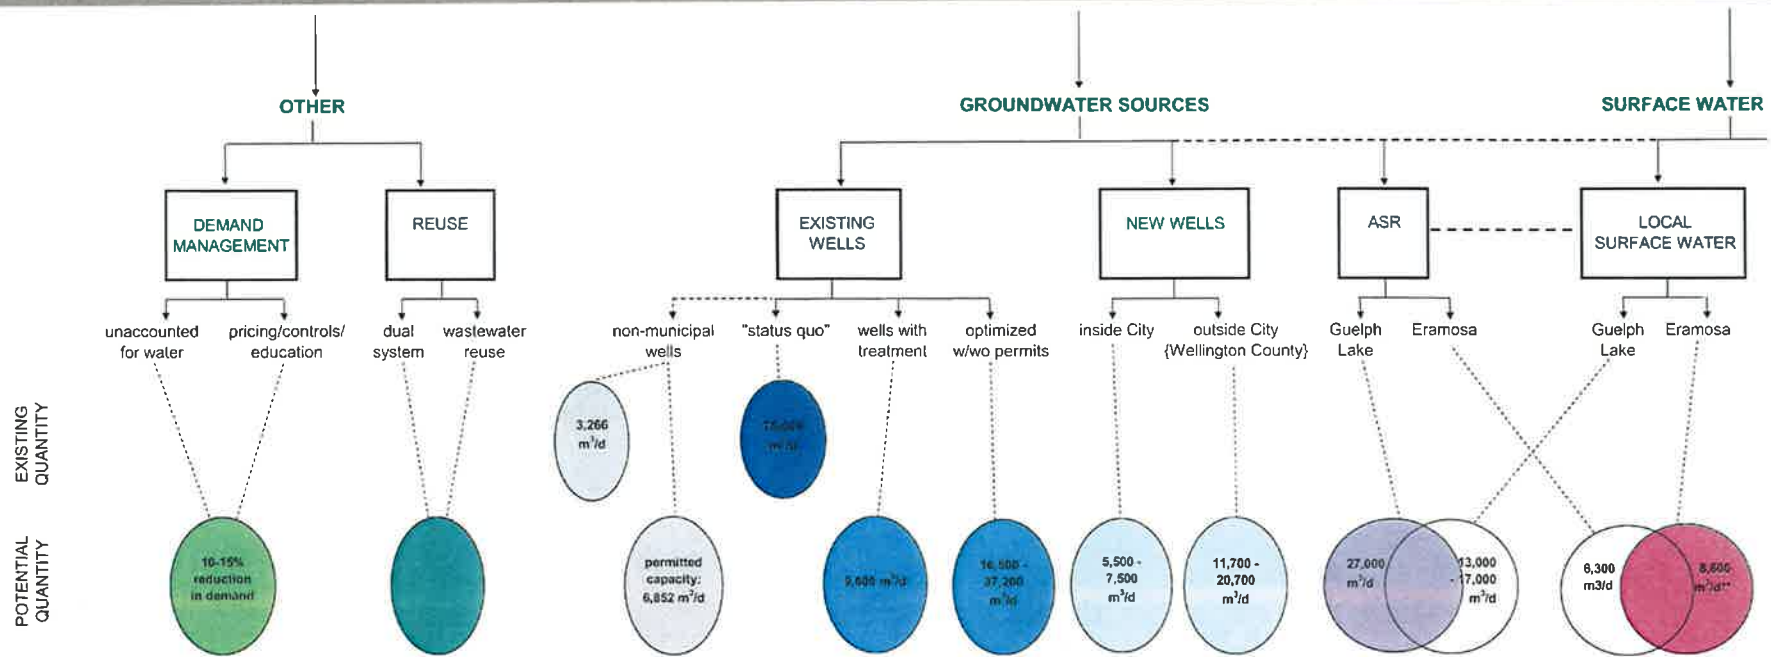 OTHER
GROUNDWATER SOURCES
SURFACE WATER
DEMAND
MANAGEMENT
REUSE
EXISTING
WELLS
NEW WELLS
ASR
LOCAL
SURFACE WATER
unaccounted
for water
pricing/controls/
education
dual
system
wastewater
reuse
non-municipal
wells
"status quo"
wells with
treatment
optimized
w/wo permits
inside City
outside City
{Wellington County}
Guelph
Lake
Eramosa
Guelph
Lake
Eramosa
EXISTING
QUANTITY
3,266
m³/d
m³/d
POTENTIAL
QUANTITY
10-15%
reduction
in demand
permitted
capacity:
6,852 m³/d
9,600 m³/d
16,500 -
37,200
m³/d
5,500 -
7,500
m³/d
11,700 -
20,700
m³/d
27,000
m³/d
13,000
- 17,000
m³/d
6,300
m3/d
8,600
m³/d**